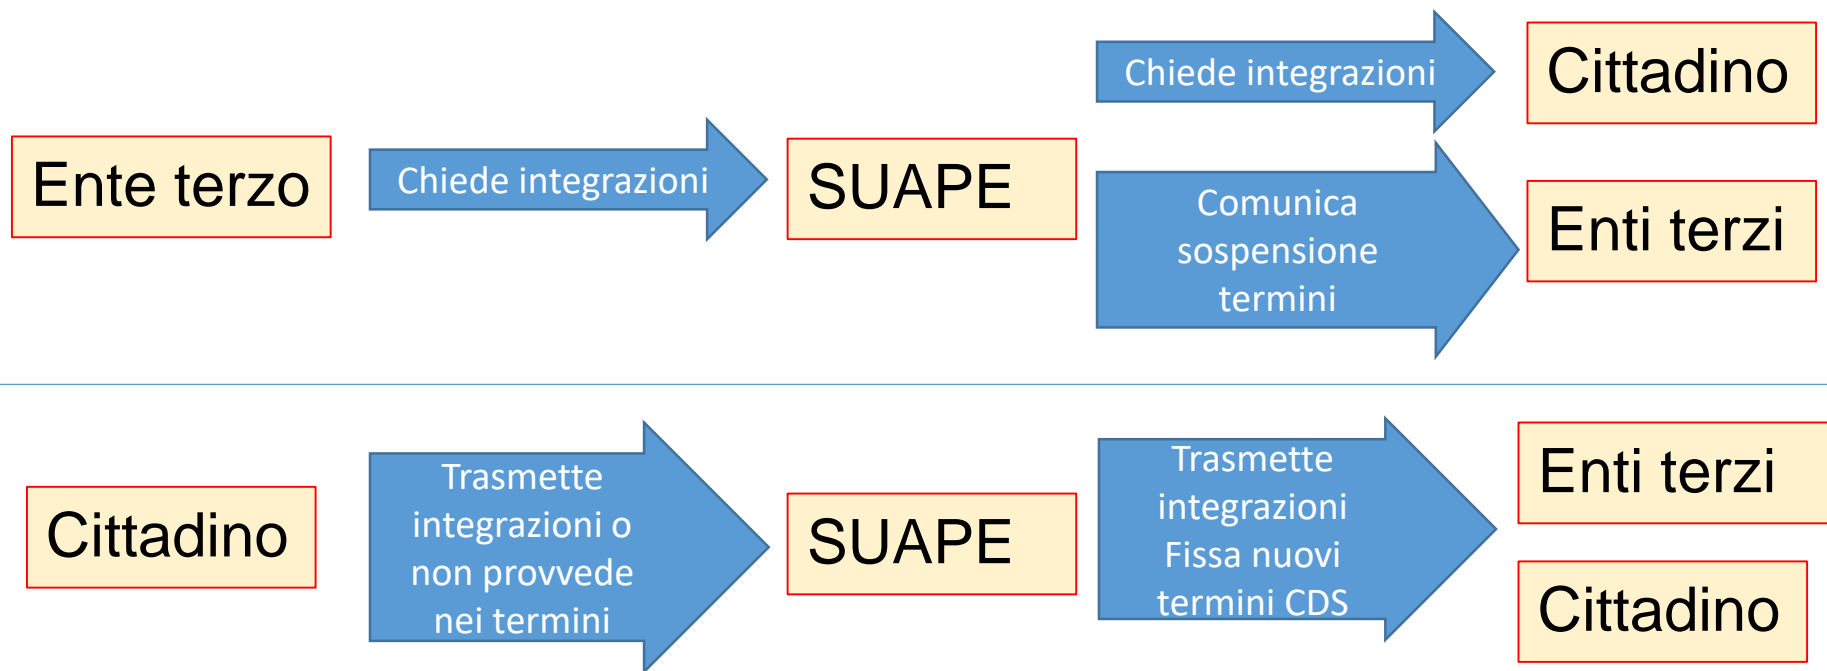 Ente terzo
Chiede integrazioni
SUAPE
Chiede integrazioni
Cittadino
Comunica
sospensione
termini
Enti terzi
Cittadino
Trasmette
integrazioni o
non provvede
nei termini
SUAPE
Trasmette
integrazioni
Fissa nuovi
termini CDS
Enti terzi
Cittadino